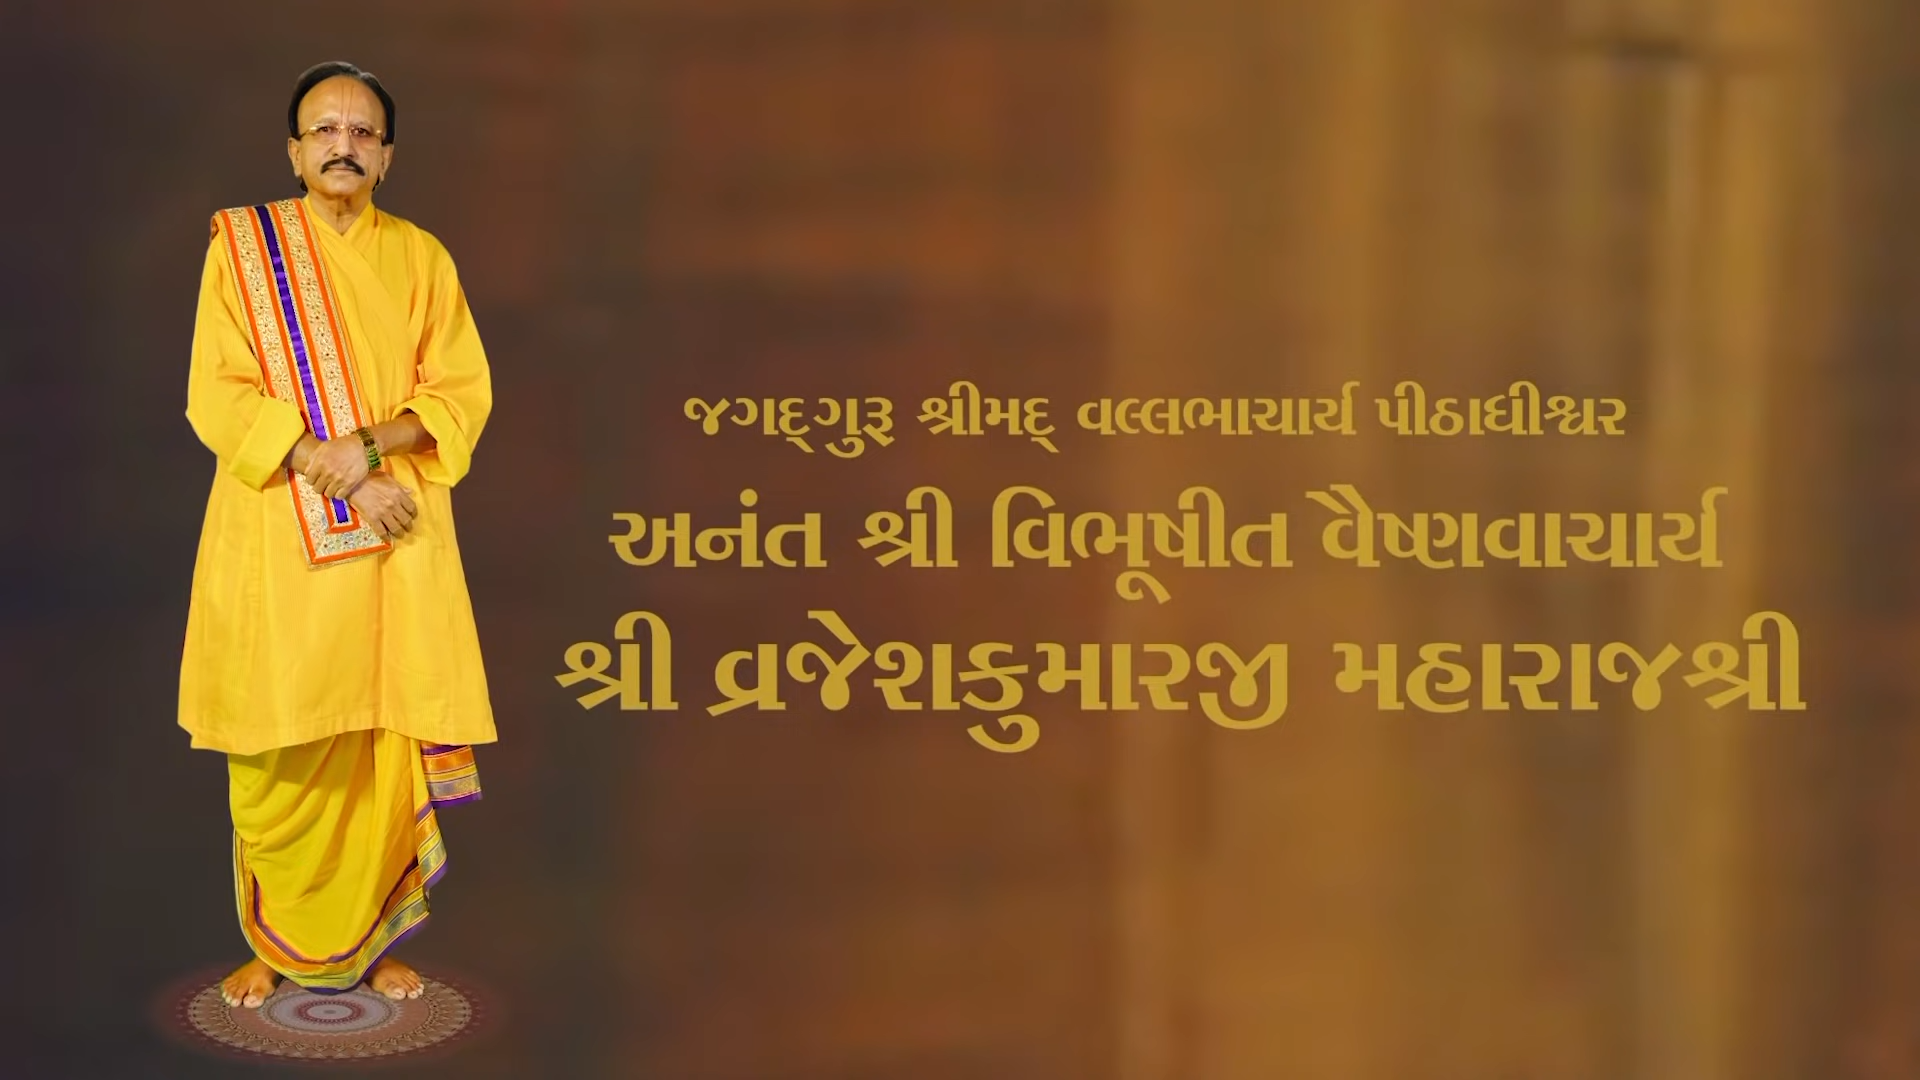 જગદ્‌ગુરૂ શ્રીમદ્ વલ્લભાચાર્ય પીઠાધીશ્વર
અનંત શ્રી વિભૂષીત વૈષ્ણવાચાર્ય
શ્રી વ્રજેશકુમારજી મહારાજશ્રી